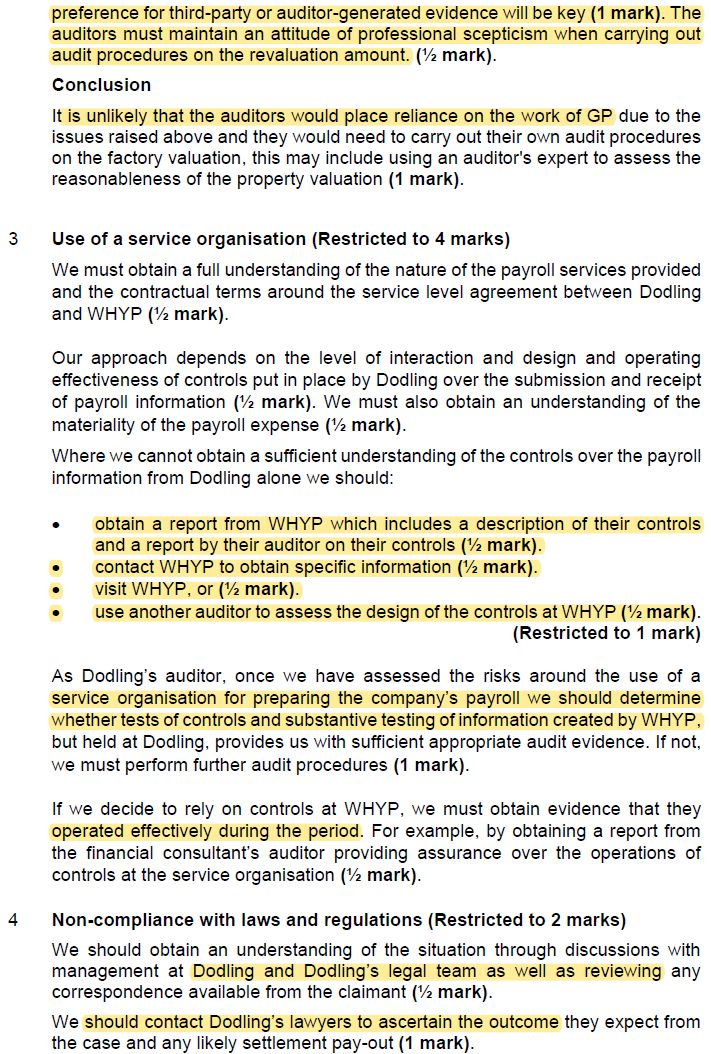 preference for third-party or auditor-generated evidence will be key (1 mark). The
auditors must maintain an attitude of professional scepticism when carrying out
audit procedures on the revaluation amount. (½ mark).
Conclusion
It is unlikely that the auditors would place reliance on the work of GP due to the
issues raised above and they would need to carry out their own audit procedures
on the factory valuation, this may include using an auditor's expert to assess the
reasonableness of the property valuation (1 mark).
3 Use of a service organisation (Restricted to 4 marks)
We must obtain a full understanding of the nature of the payroll services provided
and the contractual terms around the service level agreement between Dodling
and WHYP (½ mark).
Our approach depends on the level of interaction and design and operating
effectiveness of controls put in place by Dodling over the submission and receipt
of payroll information (½ mark). We must also obtain an understanding of the
materiality of the payroll expense (½ mark).
Where we cannot obtain a sufficient understanding of the controls over the payroll
information from Dodling alone we should:
• obtain a report from WHYP which includes a description of their controls
and a report by their auditor on their controls (½ mark).
• contact WHYP to obtain specific information (½ mark).
• visit WHYP, or (½ mark).
• use another auditor to assess the design of the controls at WHYP (½ mark).
(Restricted to 1 mark)
As Dodling's auditor, once we have assessed the risks around the use of a
service organisation for preparing the company's payroll we should determine
whether tests of controls and substantive testing of information created by WHYP,
but held at Dodling, provides us with sufficient appropriate audit evidence. If not,
we must perform further audit procedures (1 mark).
If we decide to rely on controls at WHYP, we must obtain evidence that they
operated effectively during the period. For example, by obtaining a report from
the financial consultant's auditor providing assurance over the operations of
controls at the service organisation (½ mark).
4 Non-compliance with laws and regulations (Restricted to 2 marks)
We should obtain an understanding of the situation through discussions with
management at Dodling and Dodling's legal team as well as reviewing any
correspondence available from the claimant (½ mark).
We should contact Dodling's lawyers to ascertain the outcome they expect from
the case and any likely settlement pay-out (1 mark).